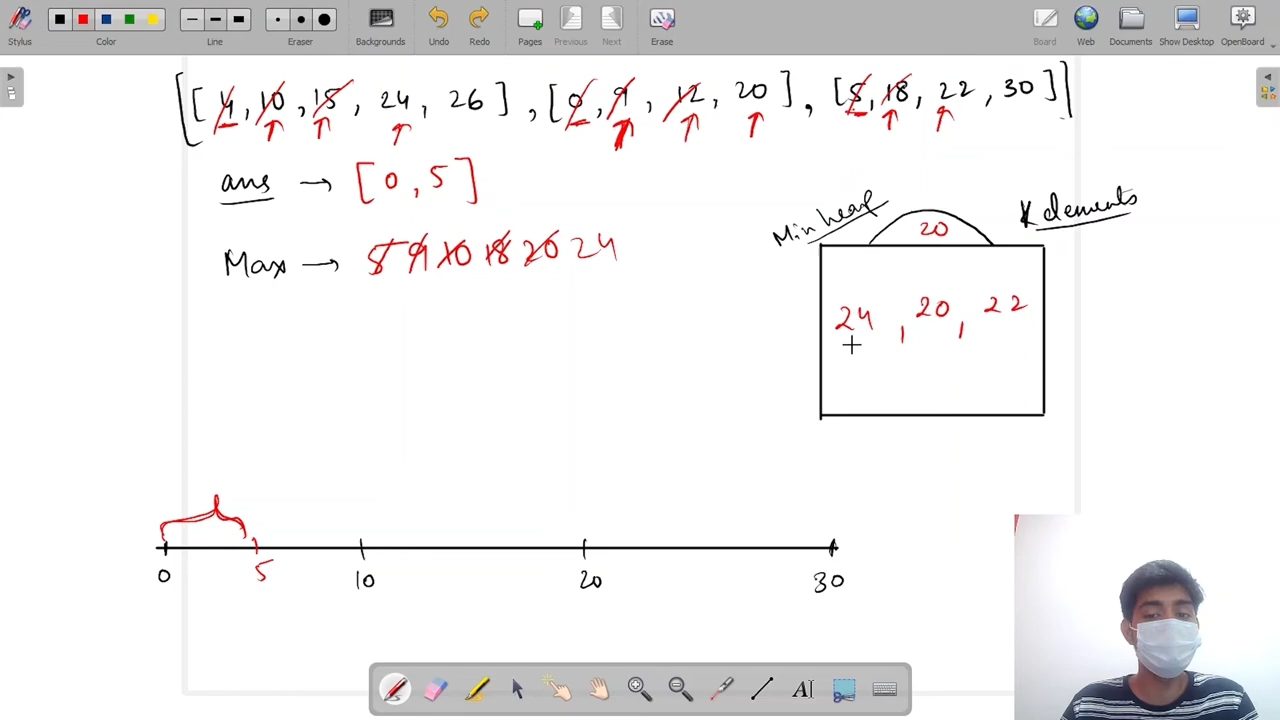 Stylus Color Line Eraser Backgrounds Undo Redo Pages Previous Next Erase Board Web Documents Show Desktop OpenBoard
[[4, 10, 15, 24, 26], [0, 9, 12, 20], [5, 18, 22, 30]]
ans → [0, 5]
Max → 5 9 10 18 20 24
Min heap
K elements
20
24, 20, 22
0 5 10 20 30